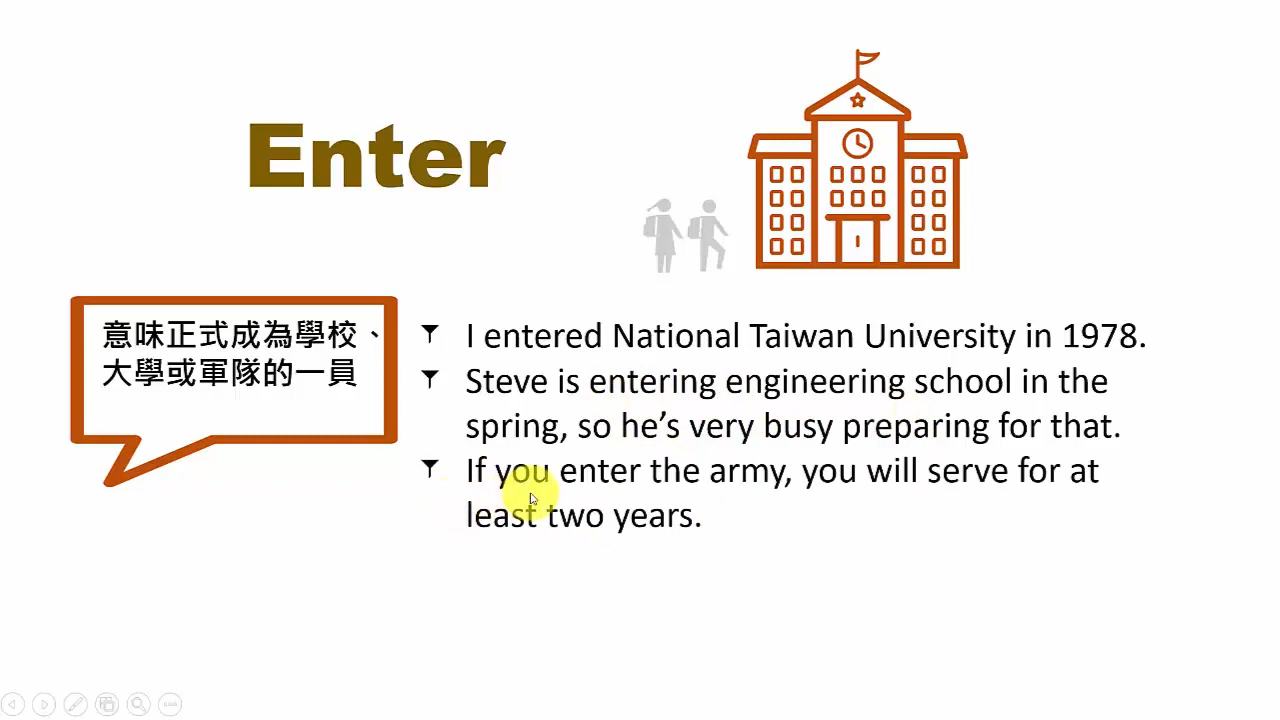 Enter
意味正式成為學校、
大學或軍隊的一員
I entered National Taiwan University in 1978.
Steve is entering engineering school in the
spring, so he’s very busy preparing for that.
If you enter the army, you will serve for at
least two years.